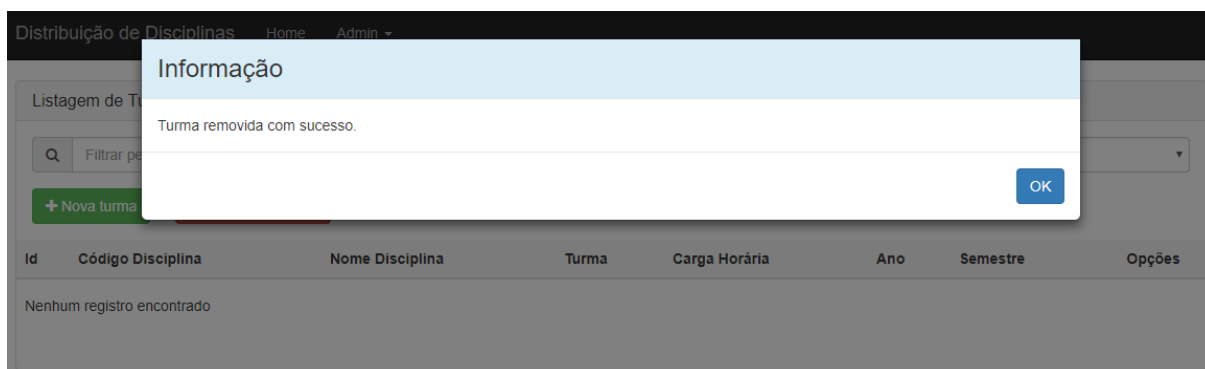 Distribuição de Disciplinas Home Admin
Informação
Listagem de Tu
Turma removida com sucesso.
Filtrar pe
OK
Nova turma
Id Código Disciplina Nome Disciplina Turma Carga Horária Ano Semestre Opções
Nenhum registro encontrado